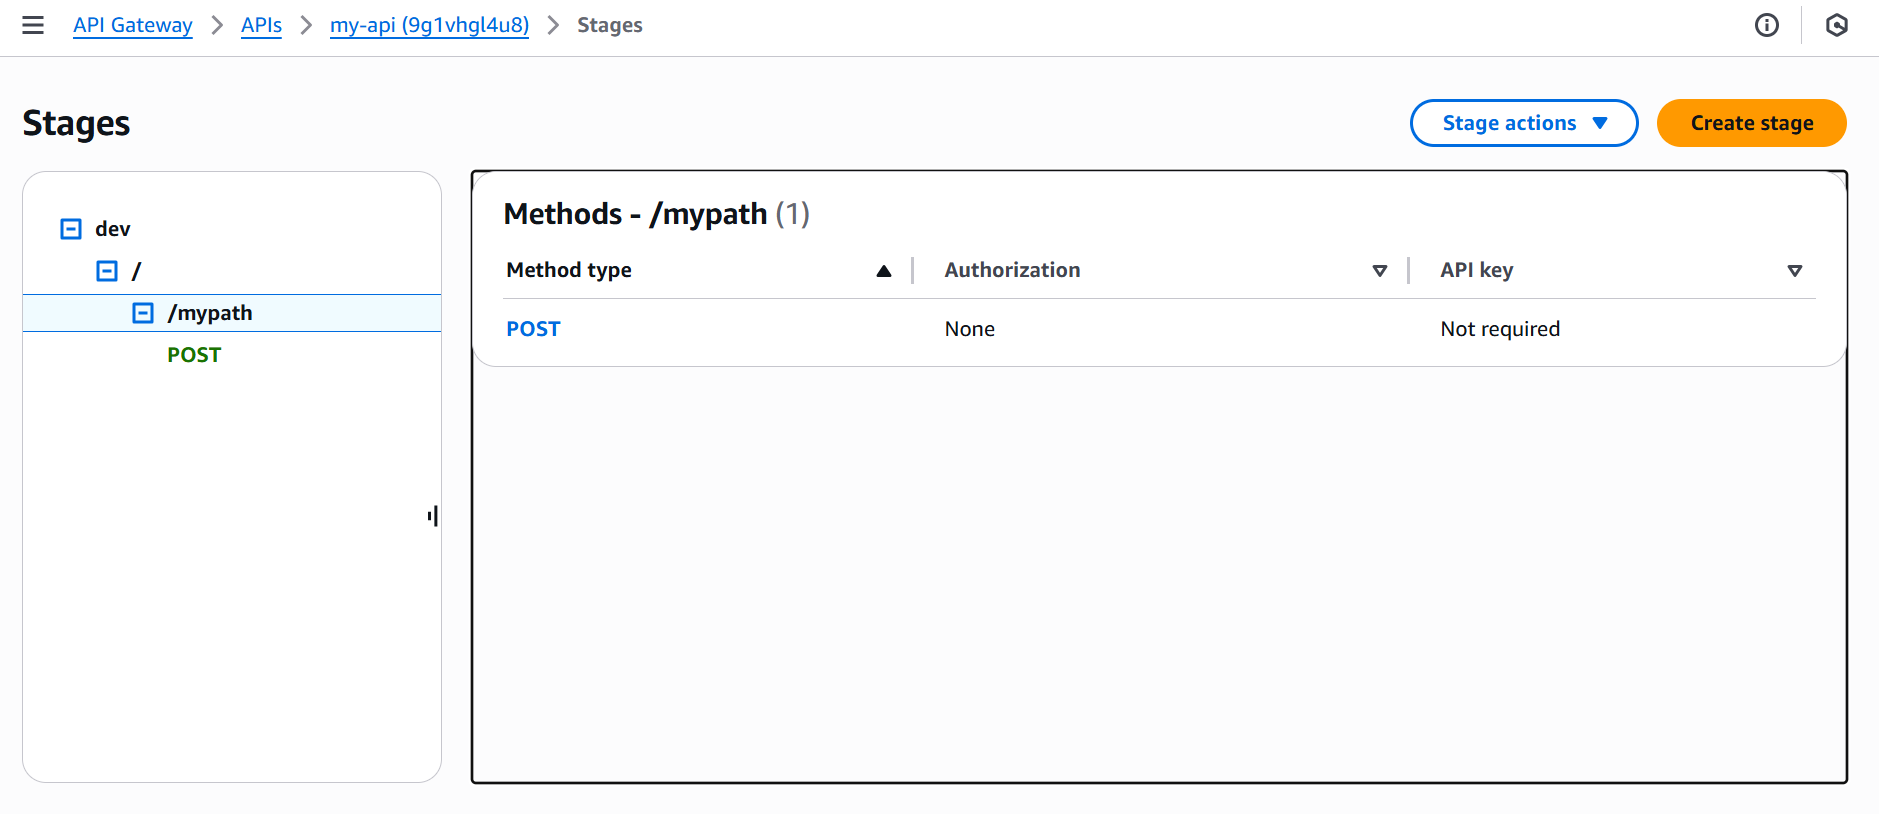 API Gateway > APIs > my-api (9g1vhgl4u8) > Stages
Stages
Stage actions
Create stage
dev
/
/mypath
POST
Methods - /mypath (1)
Method type Authorization API key
POST None Not required